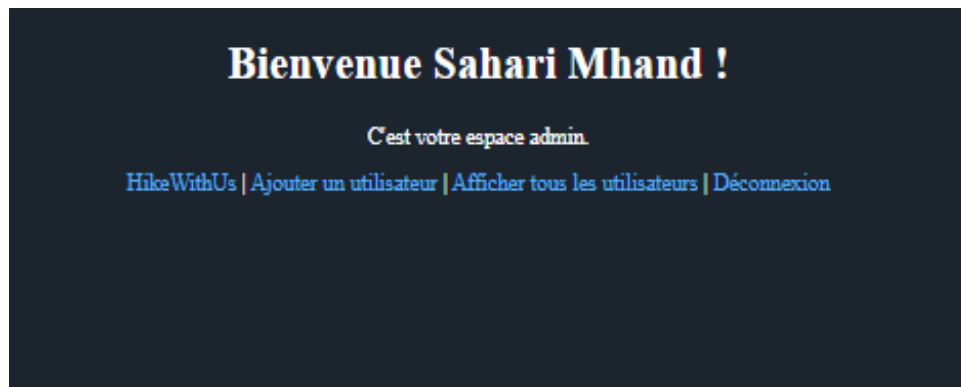 Bienvenue Sahari Mhand !
C'est votre espace admin.
HikeWithUs | Ajouter un utilisateur | Afficher tous les utilisateurs | Déconnexion